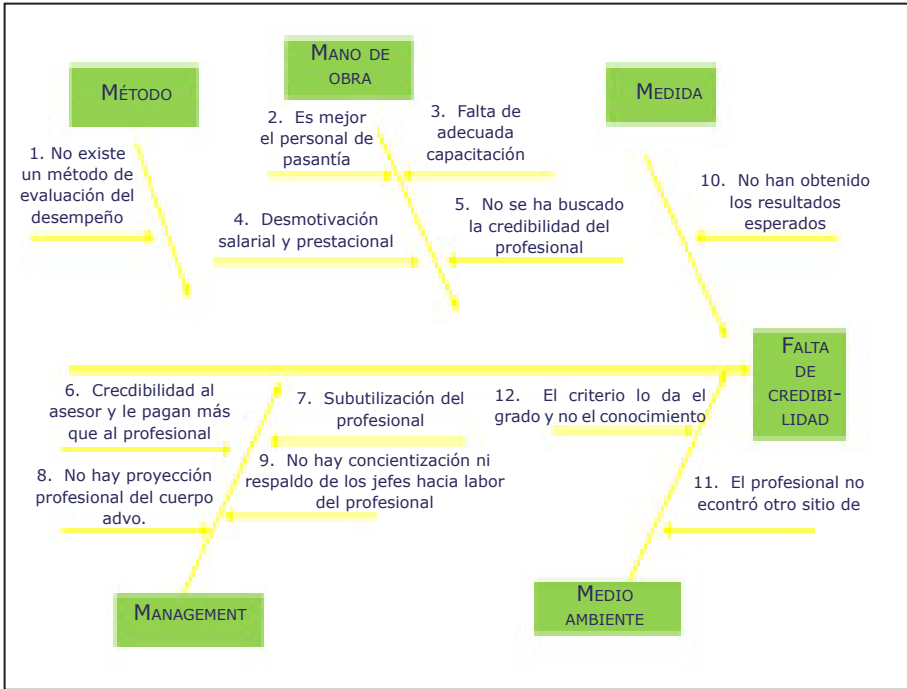 MÉTODO
MANO DE
OBRA
MEDIDA
1. No existe
un método de
evaluación del
desempeño
2. Es mejor
el personal de
pasantía
3. Falta de
adecuada
capacitación
4. Desmotivación
salarial y prestacional
5. No se ha buscado
la credibilidad del
profesional
10. No han obtenido
los resultados
esperados
FALTA
DE
CREDIBI-
LIDAD
6. Crecdibilidad al
asesor y le pagan más
que al profesional
7. Subutilización del
profesional
12. El criterio lo da el
grado y no el conocimiento
8. No hay proyección
profesional del cuerpo
advo.
9. No hay concientización ni
respaldo de los jefes hacia labor
del profesional
11. El profesional no
econtró otro sitio de
MANAGEMENT
MEDIO
AMBIENTE